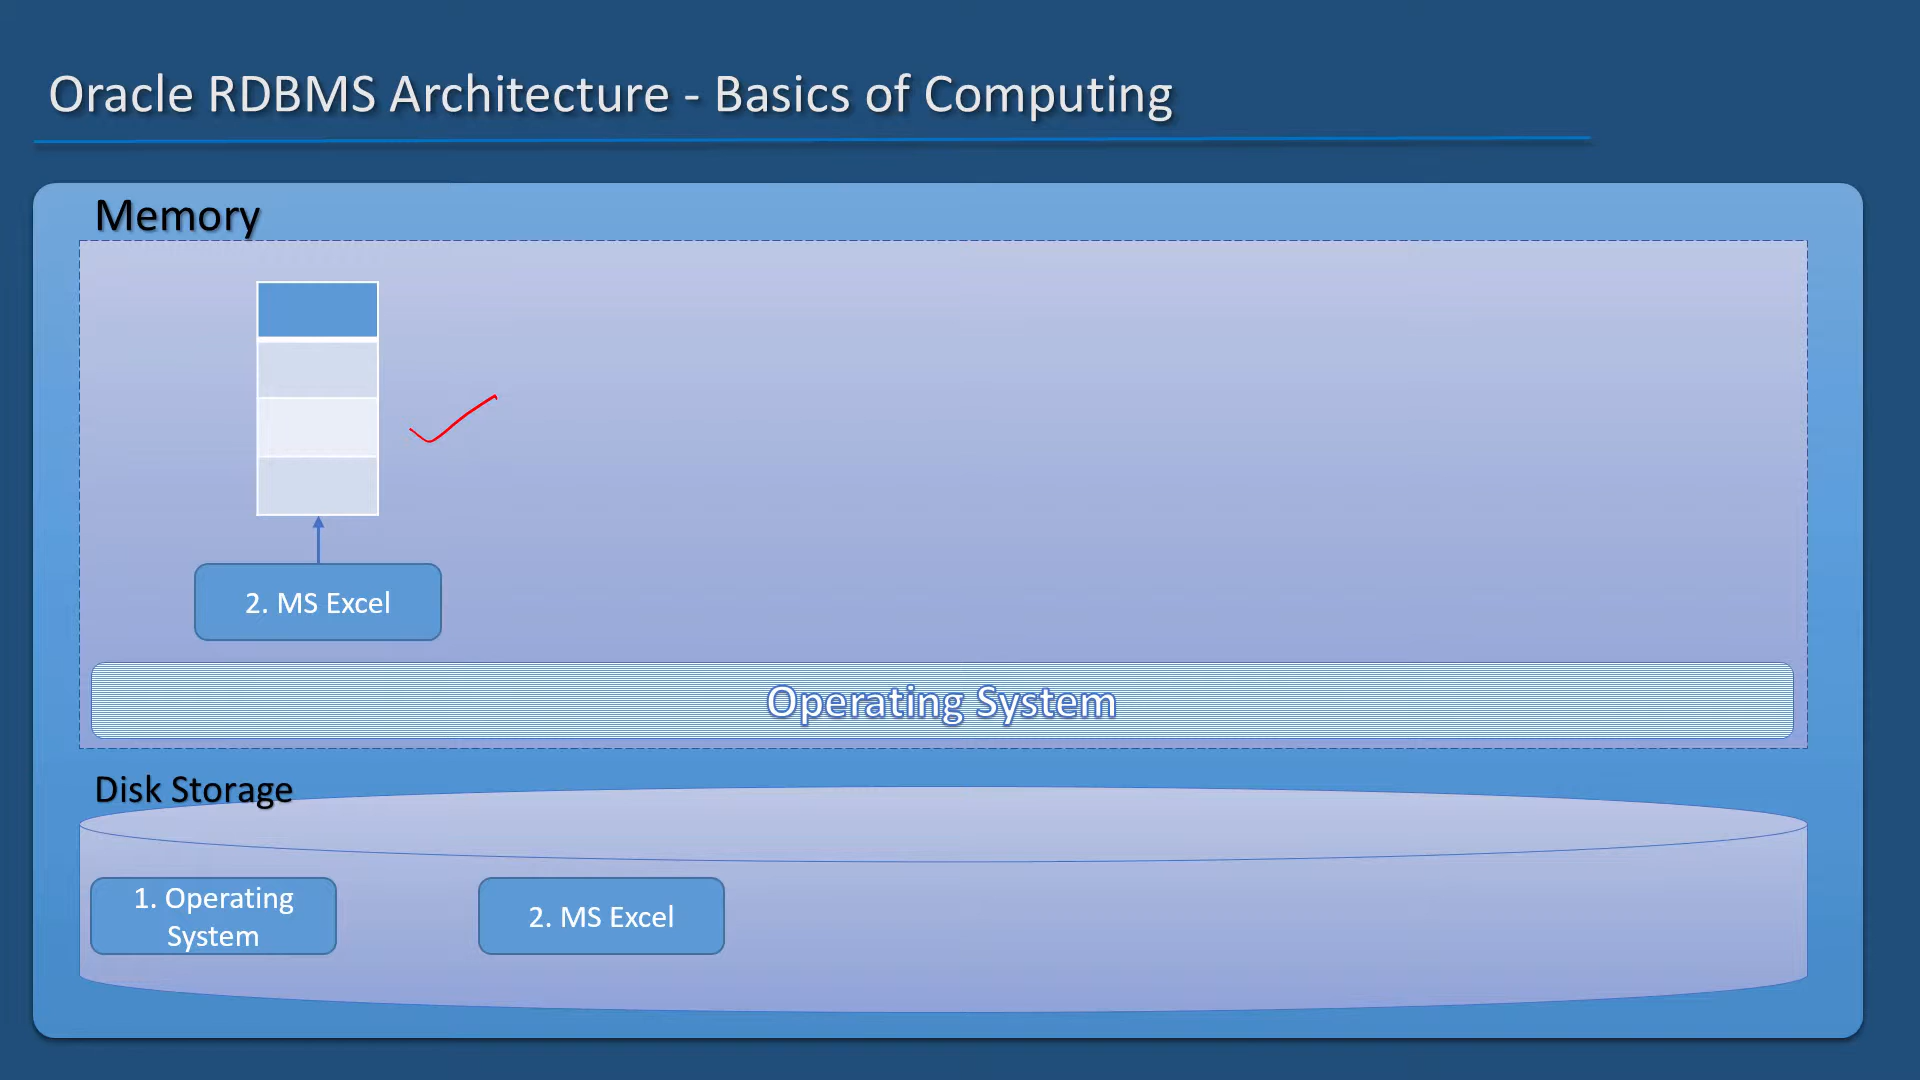 Oracle RDBMS Architecture - Basics of Computing
Memory
2. MS Excel
Operating System
Disk Storage
1. Operating
System
2. MS Excel